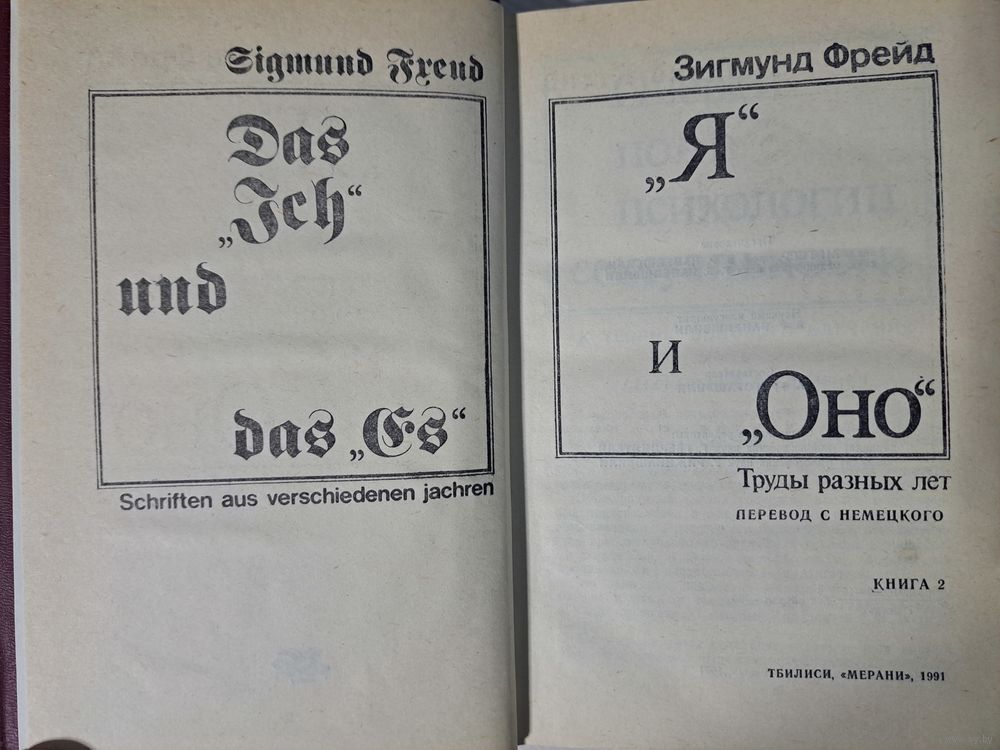 Sigmund Freud
Das
„Ich“
und
das „Es“
Schriften aus verschiedenen jachren
Зигмунд Фрейд
„Я“
и
„Оно“
Труды разных лет
ПЕРЕВОД С НЕМЕЦКОГО
КНИГА 2
ТБИЛИСИ, «МЕРАНИ», 1991